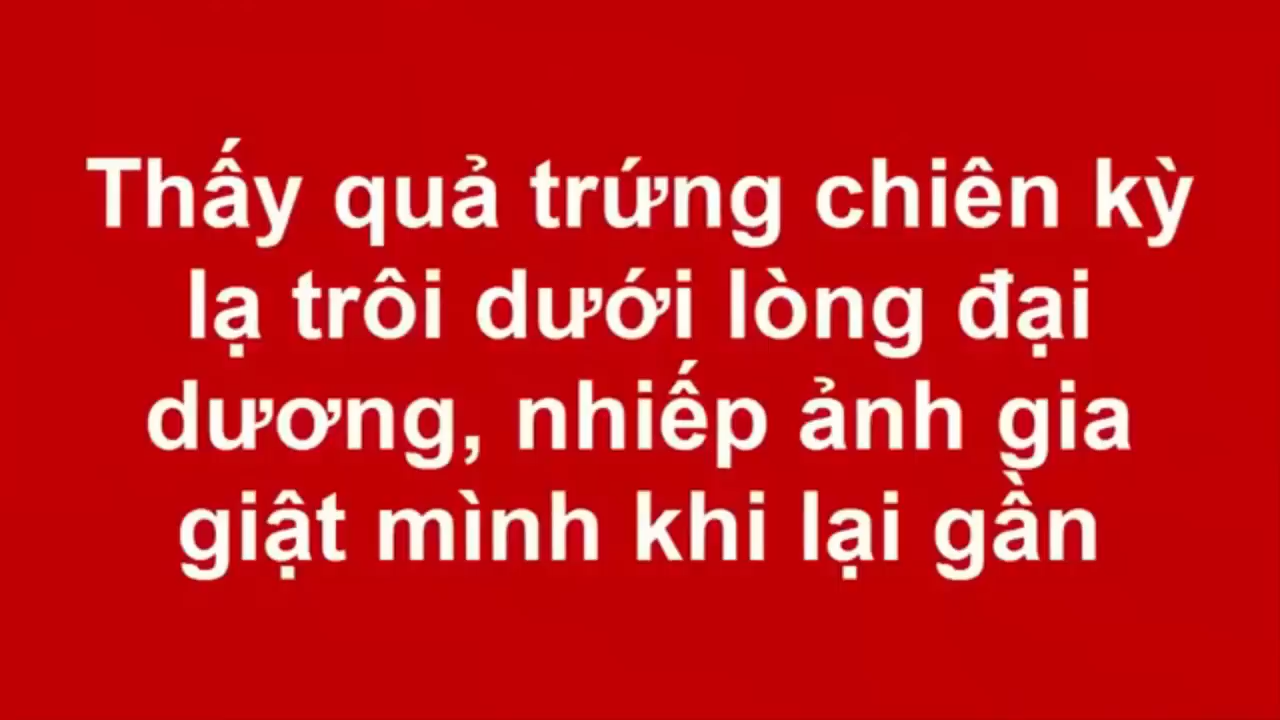 Thấy quả trứng chiên kỳ
lạ trôi dưới lòng đại
dương, nhiếp ảnh gia
giật mình khi lại gần